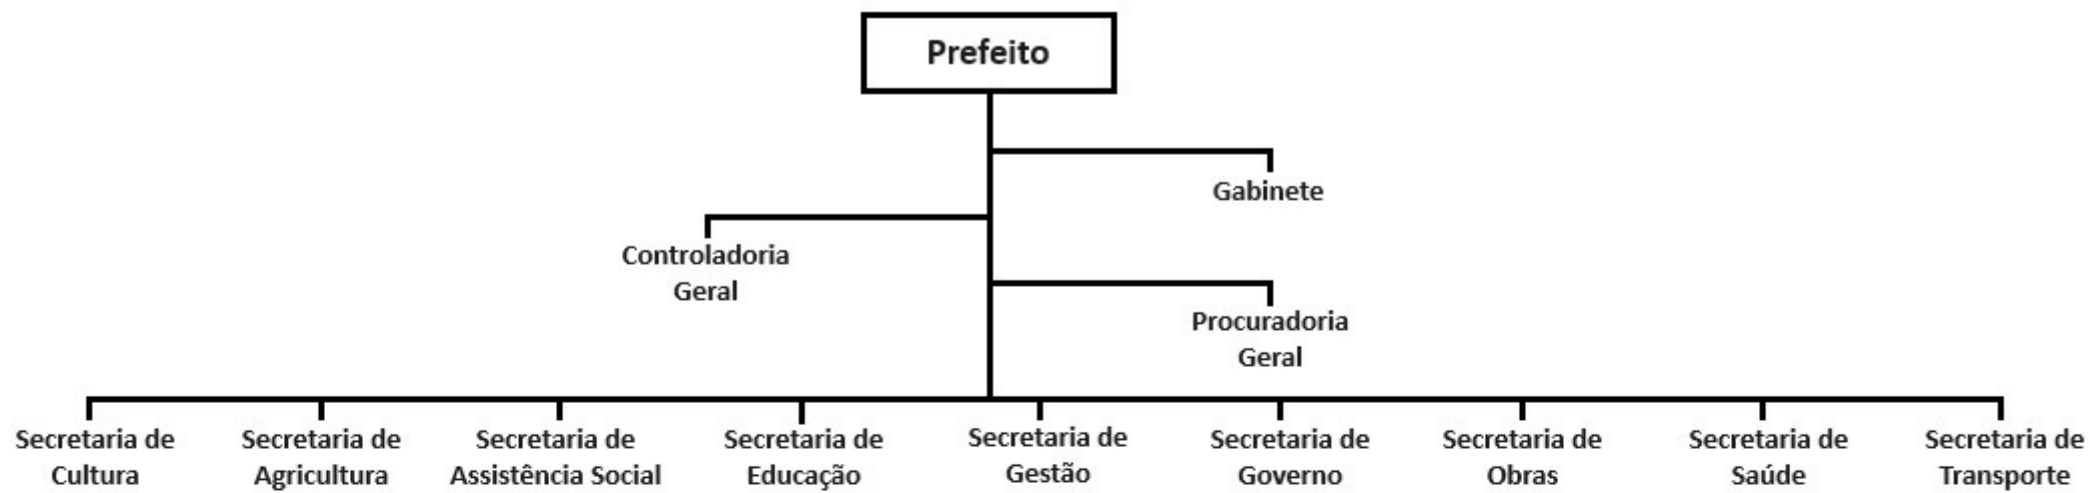 Prefeito
Gabinete
Controladoria
Geral
Procuradoria
Geral
Secretaria de
Cultura
Secretaria de
Agricultura
Secretaria de
Assistência Social
Secretaria de
Educação
Secretaria de
Gestão
Secretaria de
Governo
Secretaria de
Obras
Secretaria de
Saúde
Secretaria de
Transporte